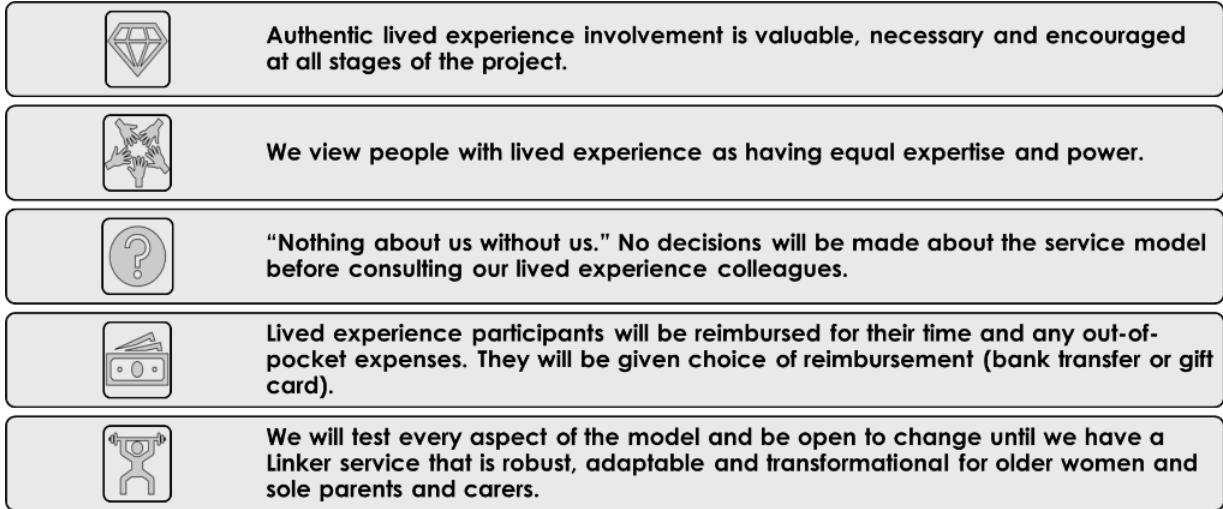 Authentic lived experience involvement is valuable, necessary and encouraged
at all stages of the project.
We view people with lived experience as having equal expertise and power.
“Nothing about us without us.” No decisions will be made about the service model
before consulting our lived experience colleagues.
Lived experience participants will be reimbursed for their time and any out-of-
pocket expenses. They will be given choice of reimbursement (bank transfer or gift
card).
We will test every aspect of the model and be open to change until we have a
Linker service that is robust, adaptable and transformational for older women and
sole parents and carers.